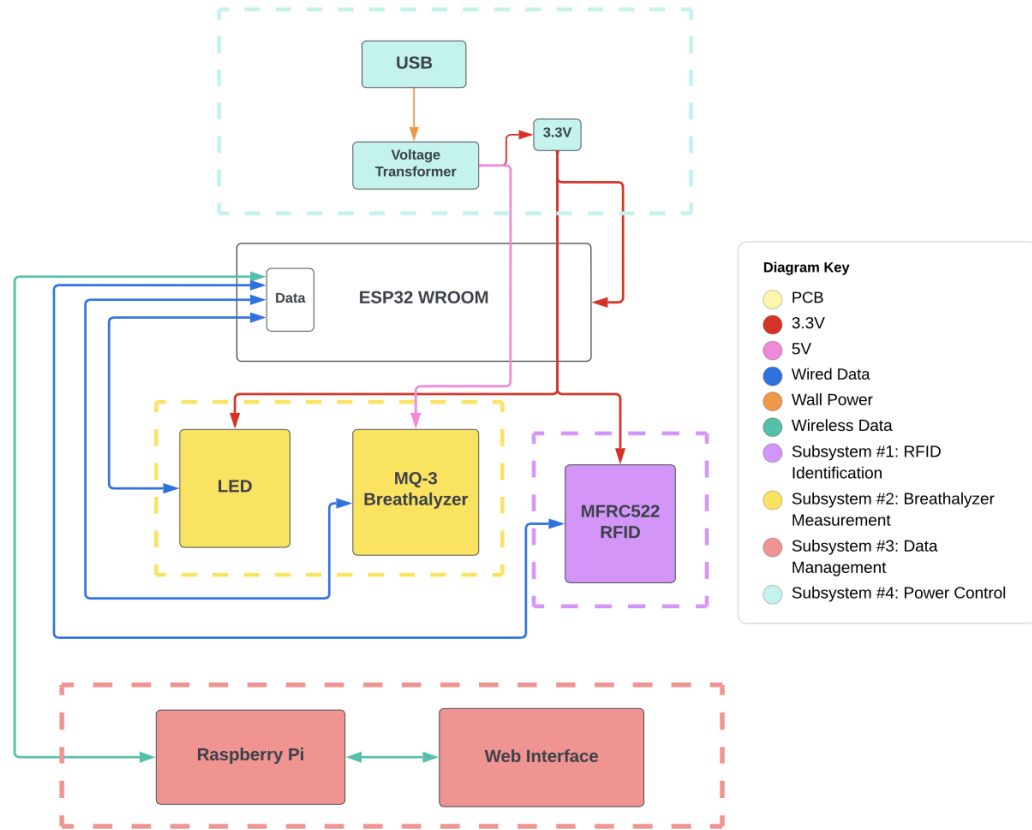 USB
3.3V
Voltage
Transformer
Data
ESP32 WROOM
LED
MQ-3
Breathalyzer
MFRC522
RFID
Raspberry Pi
Web Interface
Diagram Key
PCB
3.3V
5V
Wired Data
Wall Power
Wireless Data
Subsystem #1: RFID
Identification
Subsystem #2: Breathalyzer
Measurement
Subsystem #3: Data
Management
Subsystem #4: Power Control